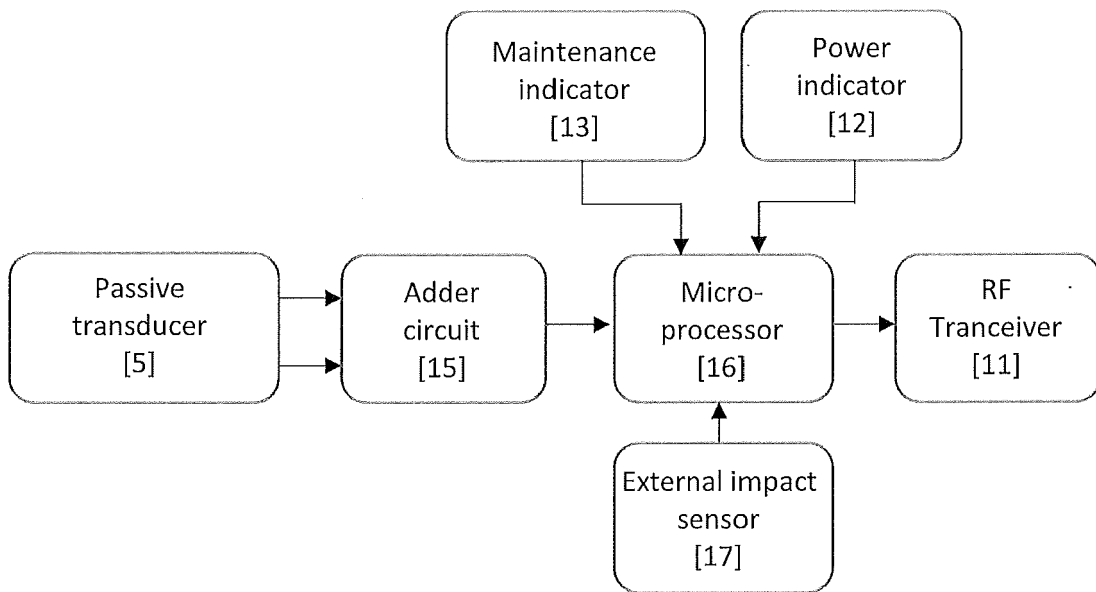 Maintenance
indicator
[13]
Power
indicator
[12]
Passive
transducer
[5]
Adder
circuit
[15]
Micro-
processor
[16]
RF
Tranceiver
[11]
External impact
sensor
[17]